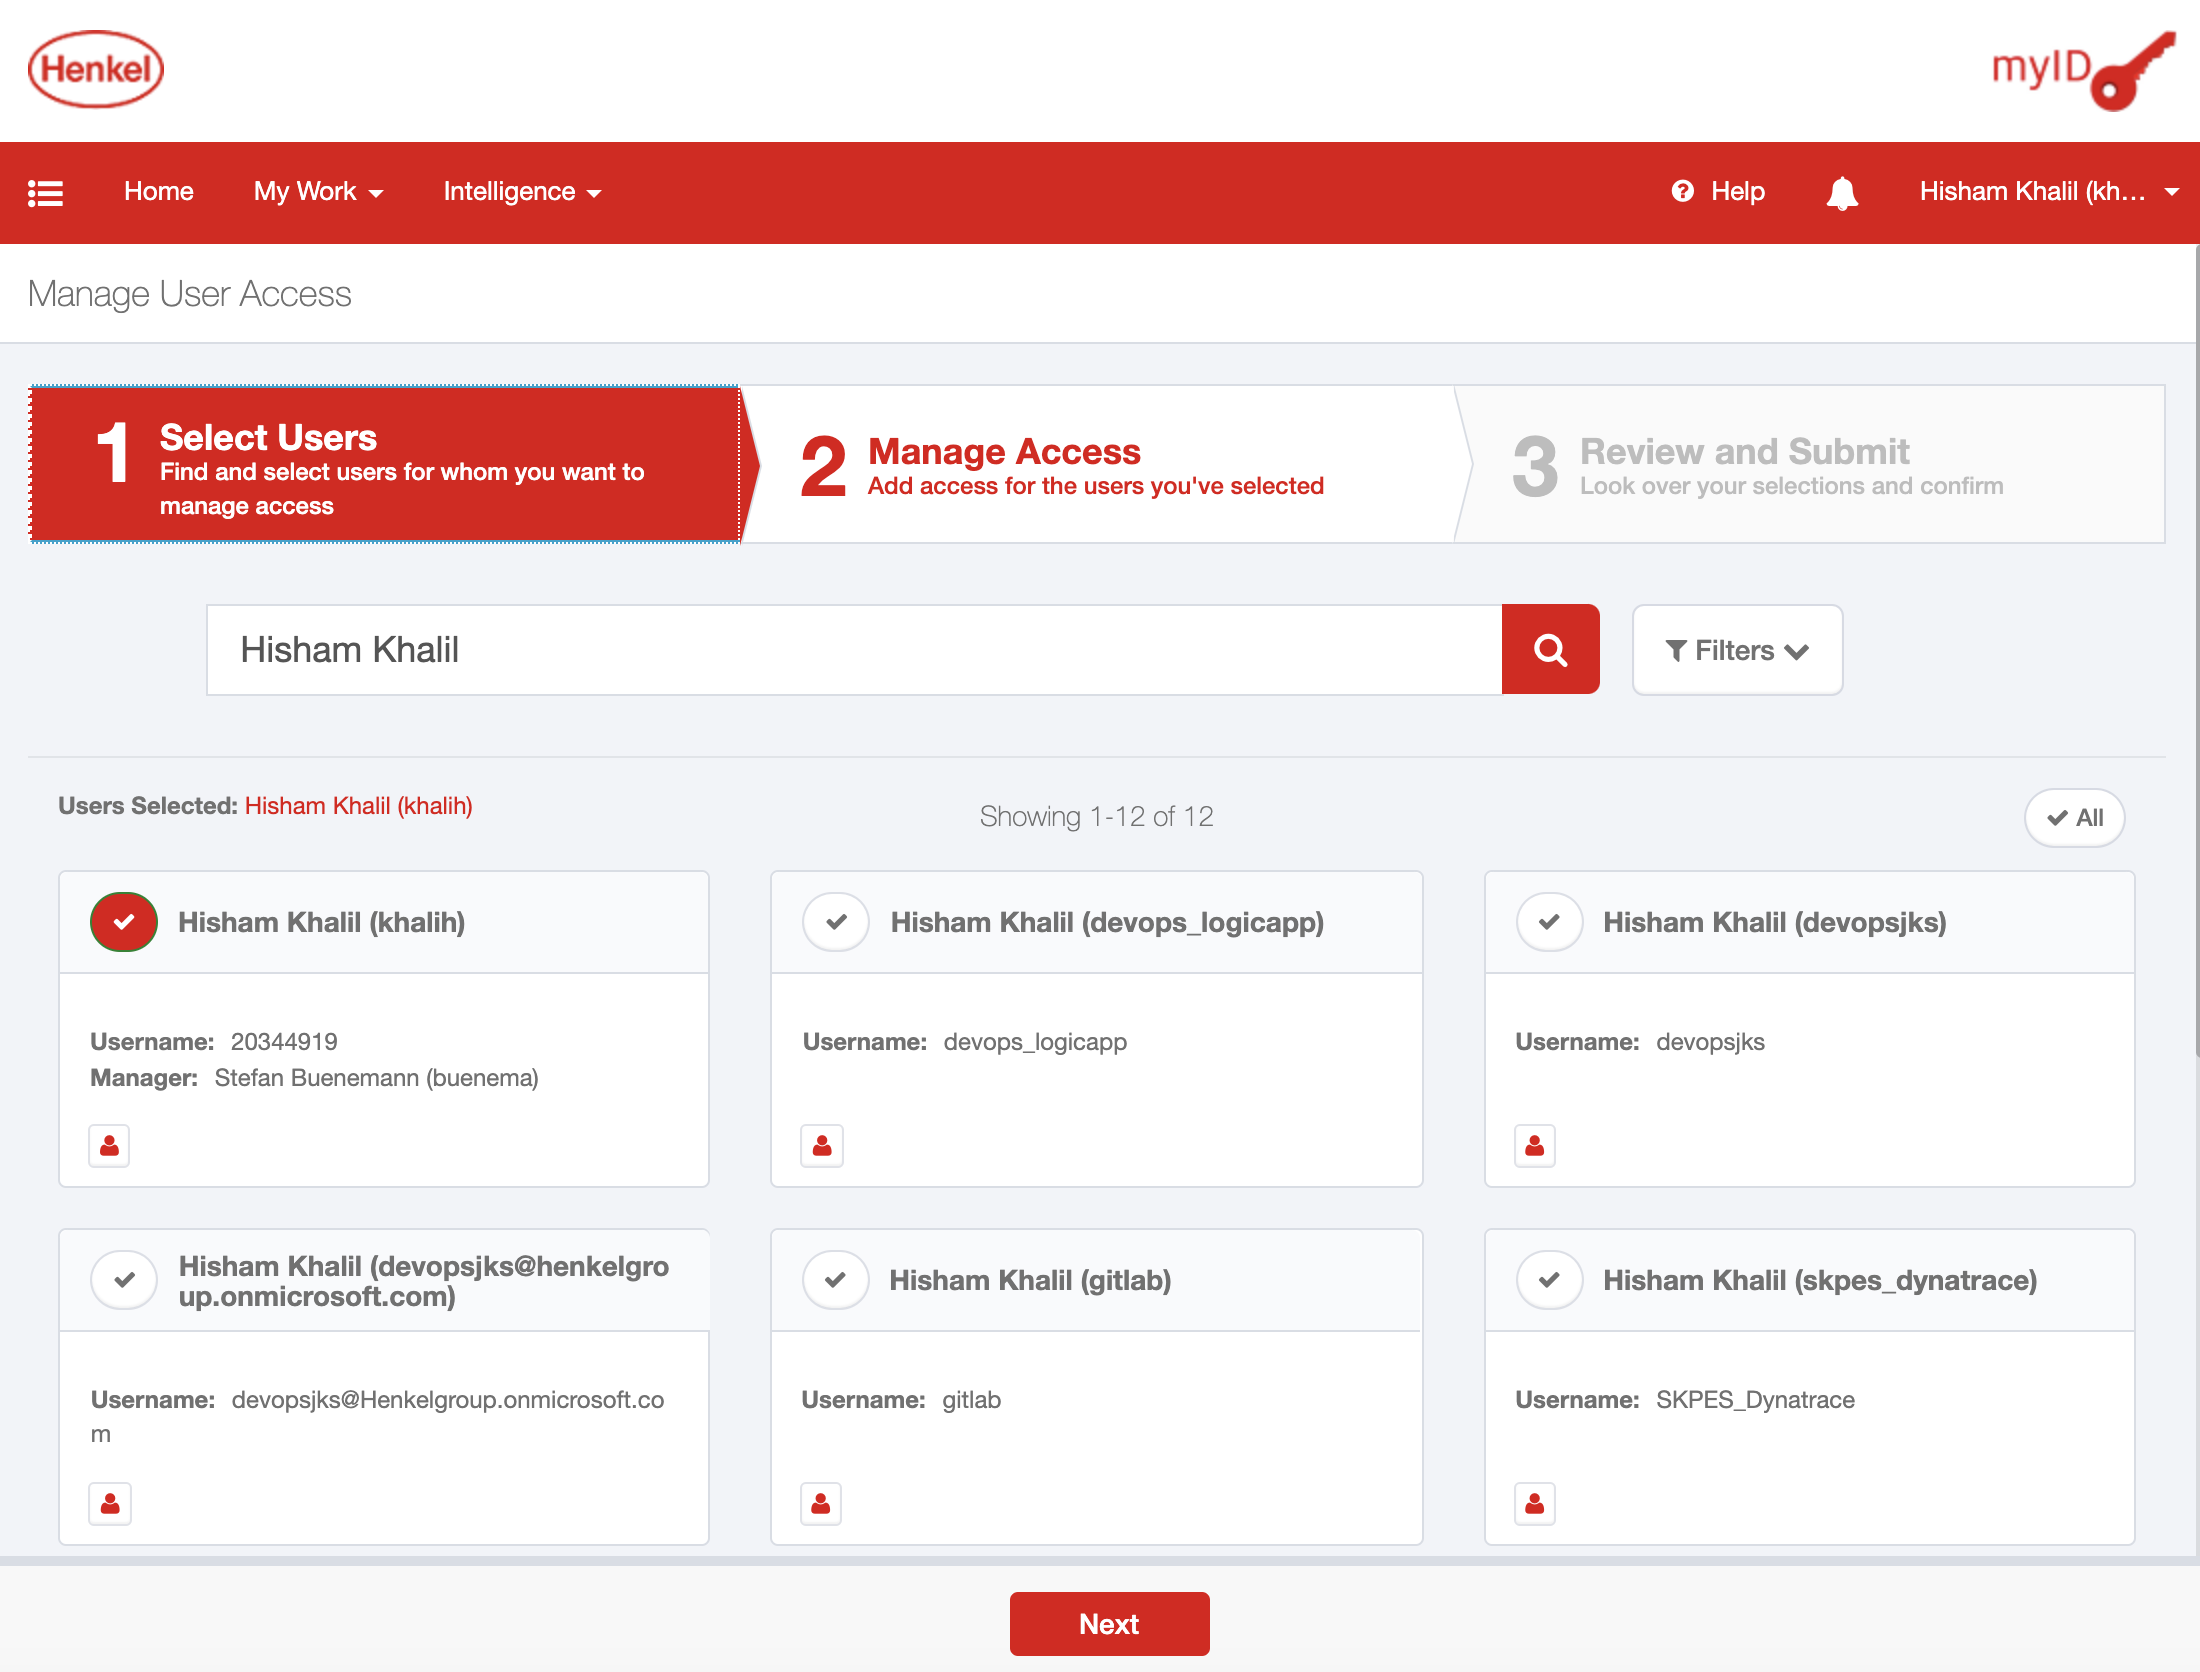 Henkel
myID
Home
My Work
Intelligence
Help
Hisham Khalil (kh...
Manage User Access
1
Select Users
Find and select users for whom you want to
manage access
2
Manage Access
Add access for the users you've selected
3
Review and Submit
Look over your selections and confirm
Hisham Khalil
Filters
Users Selected: Hisham Khalil (khalih)
Showing 1-12 of 12
All
Hisham Khalil (khalih)
Username: 20344919
Manager: Stefan Buenemann (buenema)
Hisham Khalil (devops_logicapp)
Username: devops_logicapp
Hisham Khalil (devopsjks)
Username: devopsjks
Hisham Khalil (devopsjks@henkelgro
up.onmicrosoft.com)
Username: devopsjks@Henkelgroup.onmicrosoft.co
m
Hisham Khalil (gitlab)
Username: gitlab
Hisham Khalil (skpes_dynatrace)
Username: SKPES_Dynatrace
Next